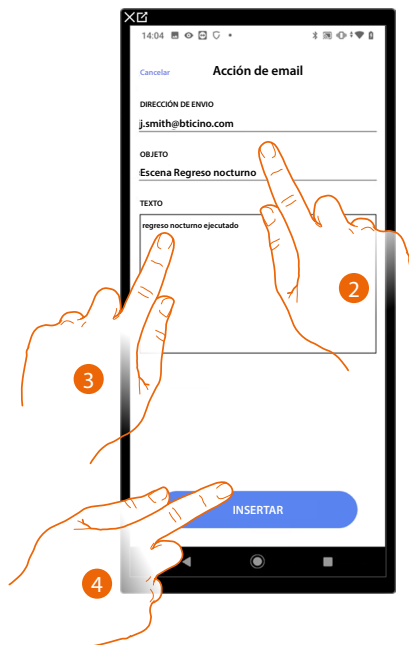 14:04
Cancelar
Acción de email
DIRECCIÓN DE ENVIO
j.smith@bticino.com
OBJETO
Escena Regreso nocturno
TEXTO
regreso nocturno ejecutado
2
3
INSERTAR
4